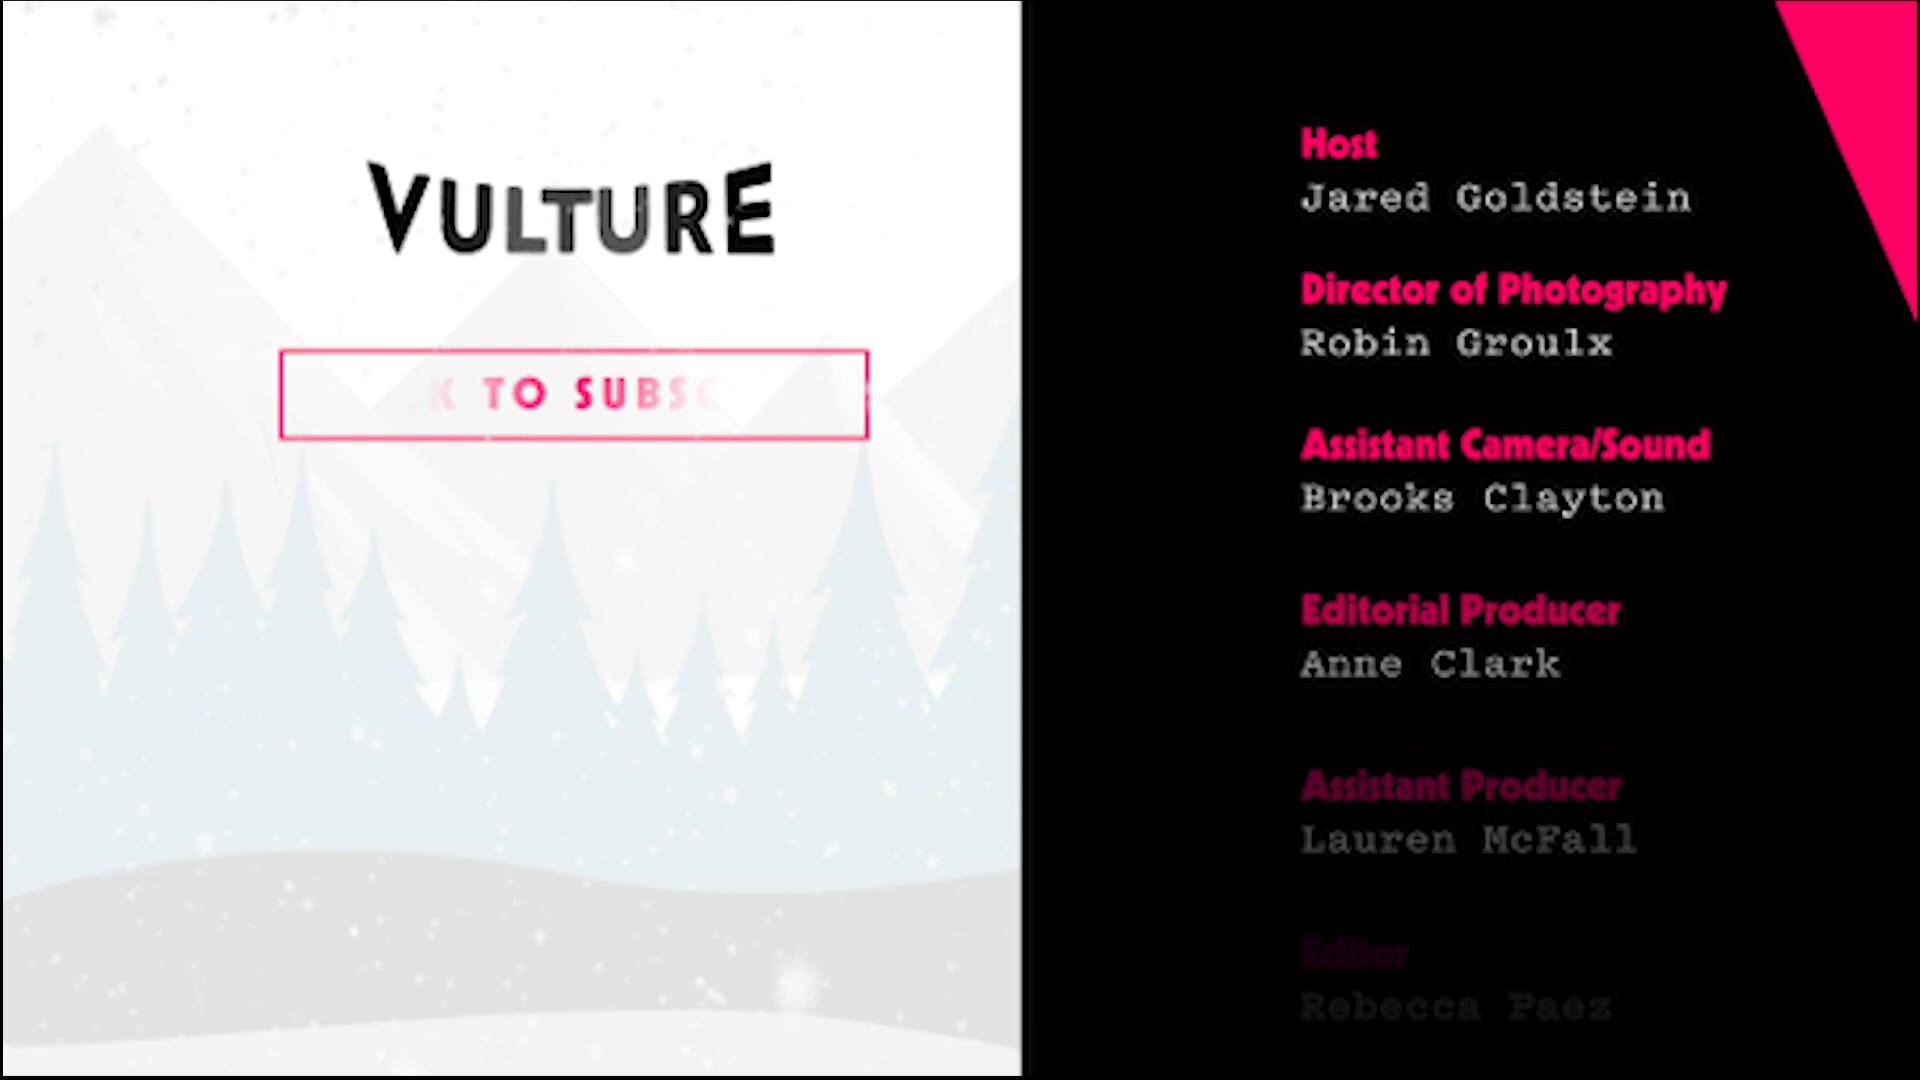 VULTURE
K TO SUBSC
Host
Jared Goldstein
Director of Photography
Robin Groulx
Assistant Camera/Sound
Brooks Clayton
Editorial Producer
Anne Clark
Assistant Producer
Lauren McFall
Editor
Rebecca Paez